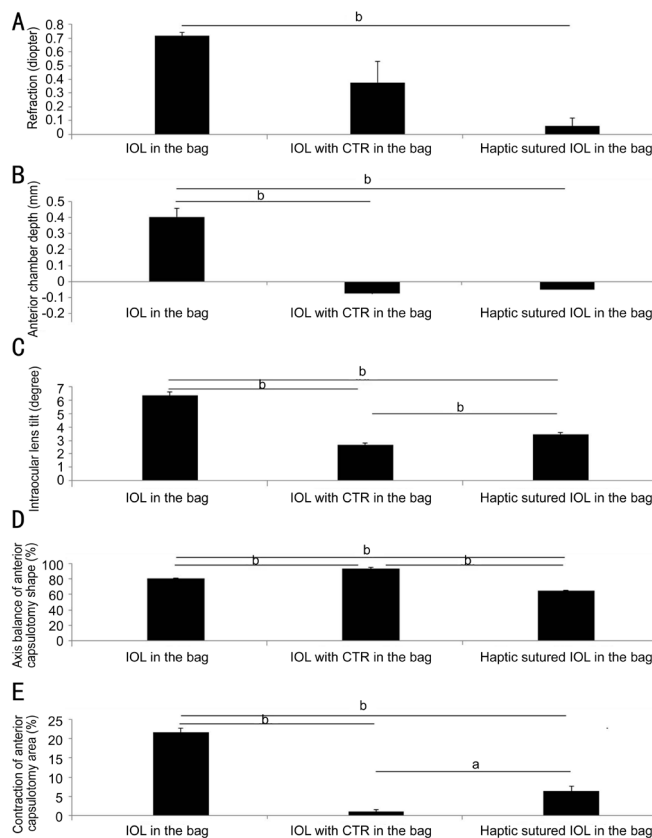 A
Refraction (diopter)
0.8
0.7
0.6
0.5
0.4
0.3
0.2
0.1
0
b
IOL in the bag
IOL with CTR in the bag
Haptic sutured IOL in the bag
B
Anterior chamber depth (mm)
0.5
0.4
0.3
0.2
0.1
0
-0.1
-0.2
b
b
IOL in the bag
IOL with CTR in the bag
Haptic sutured IOL in the bag
C
Intraocular lens tilt (degree)
7
6
5
4
3
2
1
0
b
b
b
IOL in the bag
IOL with CTR in the bag
Haptic sutured IOL in the bag
D
Axis balance of anterior
capsulotomy shape (%)
100
80
60
40
20
0
b
b
b
IOL in the bag
IOL with CTR in the bag
Haptic sutured IOL in the bag
E
Contraction of anterior
capsulotomy area (%)
25
20
15
10
5
0
b
b
a
IOL in the bag
IOL with CTR in the bag
Haptic sutured IOL in the bag